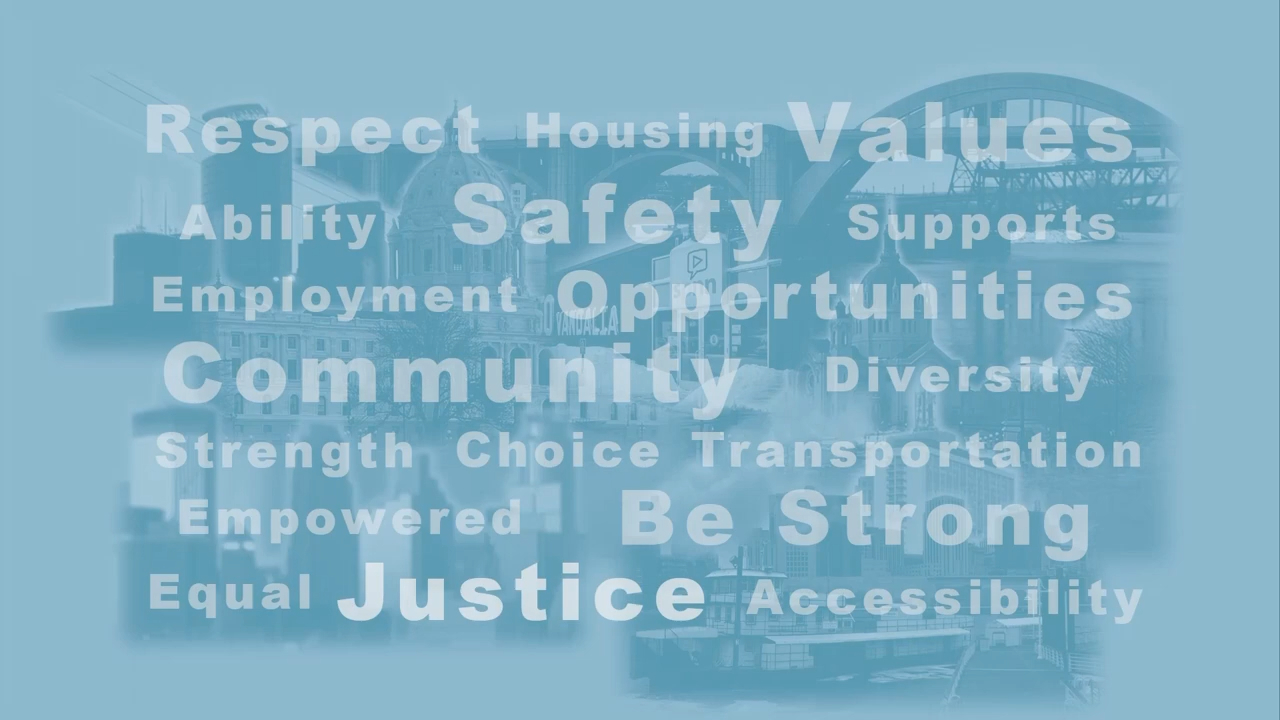 Respect Housing Values
Ability Safety Supports
Employment Opportunities
VANDALIA
Community Diversity
Strength Choice Transportation
Empowered Be Strong
Equal Justice Accessibility